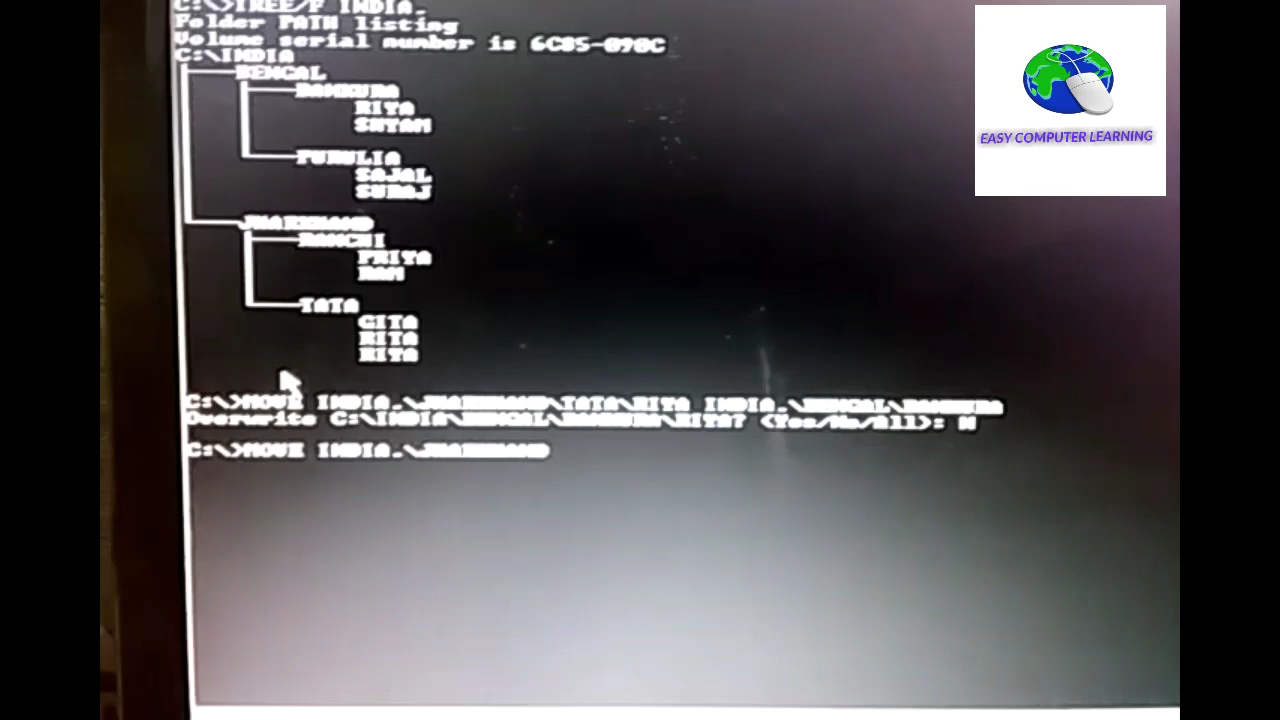 C:\>TREE/F INDIA.
Folder PATH listing
Volume serial number is 6C85-090C
C:\INDIA
BENGAL
BANKURA
RIYA
SHYAM
PURULIA
SAJAL
SURAJ
JHARKHAND
RANCHI
PRIYA
RAM
TATA
GITA
RITA
RIYA
C:\>MOVE INDIA.\JHARKHAND\TATA\RITA INDIA.\BENGAL\BANKURA
Overwrite C:\INDIA\BENGAL\BANKURA\RITA? (Yes/No/All): N
C:\>MOVE INDIA.\JHARKHAND
EASY COMPUTER LEARNING